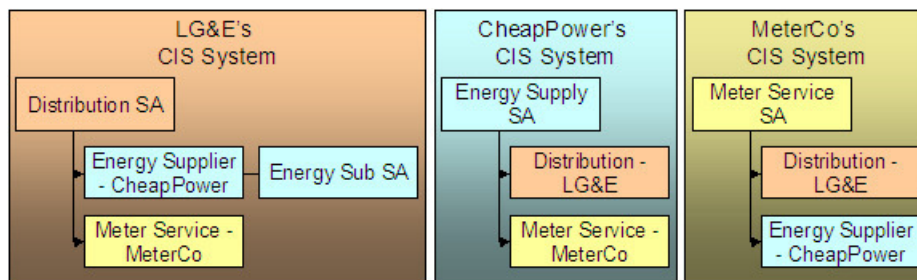 LG&E's
CIS System
Distribution SA
Energy Supplier
- CheapPower
Energy Sub SA
Meter Service -
MeterCo
CheapPower's
CIS System
Energy Supply
SA
Distribution -
LG&E
Meter Service -
MeterCo
MeterCo's
CIS System
Meter Service
SA
Distribution -
LG&E
Energy Supplier
- CheapPower